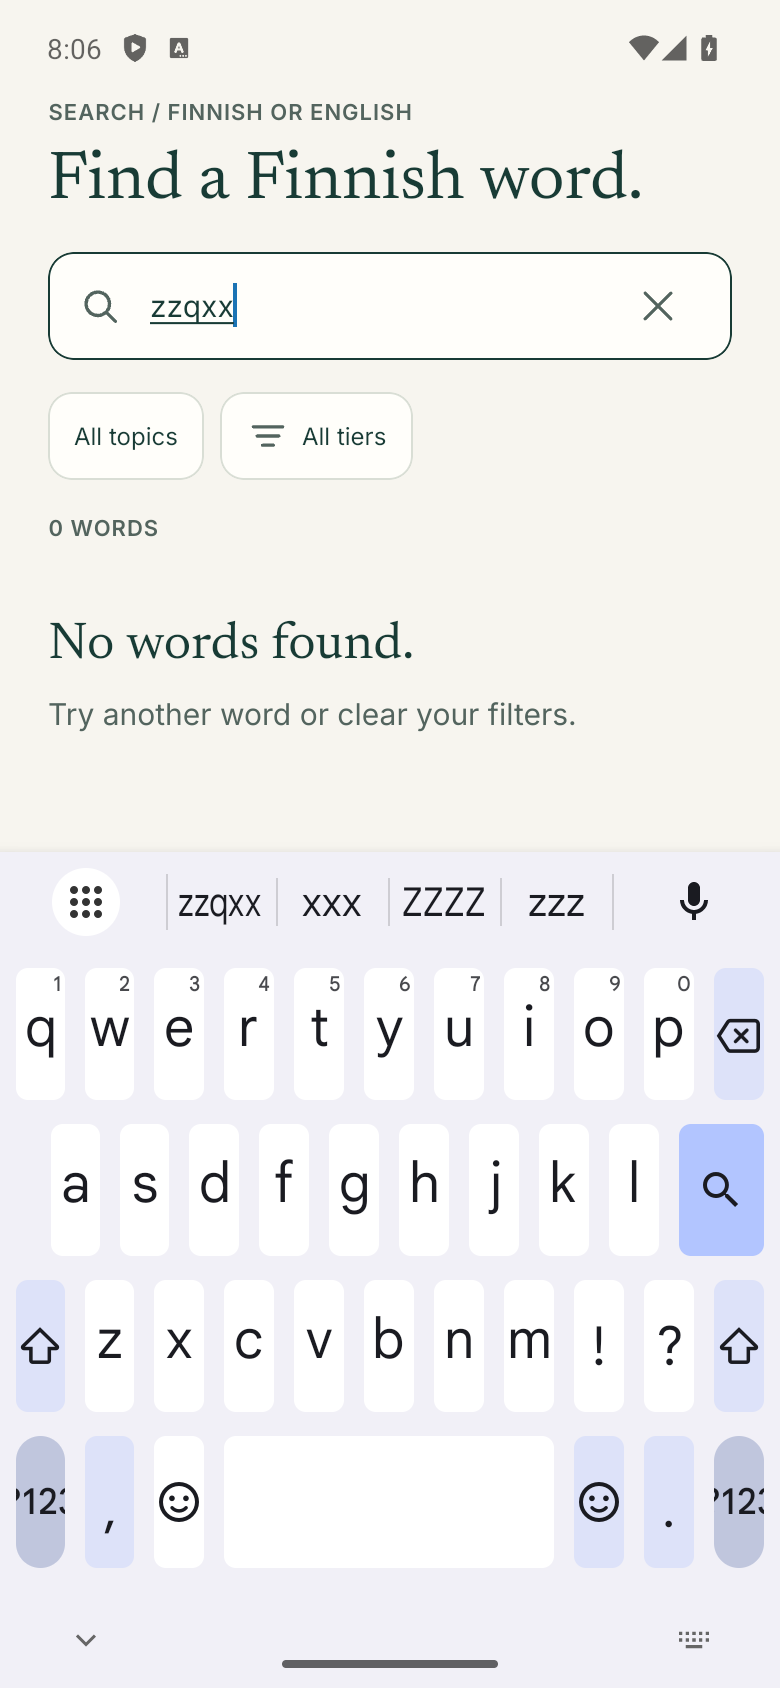 8:06
SEARCH / FINNISH OR ENGLISH
Find a Finnish word.
zzqxx
All topics
All tiers
0 WORDS
No words found.
Try another word or clear your filters.
zzqxx xxx ZZZZ zzz
1 2 3 4 5 6 7 8 9 0
q w e r t y u i o p
a s d f g h j k l
z x c v b n m ! ?
?123 , . ?123